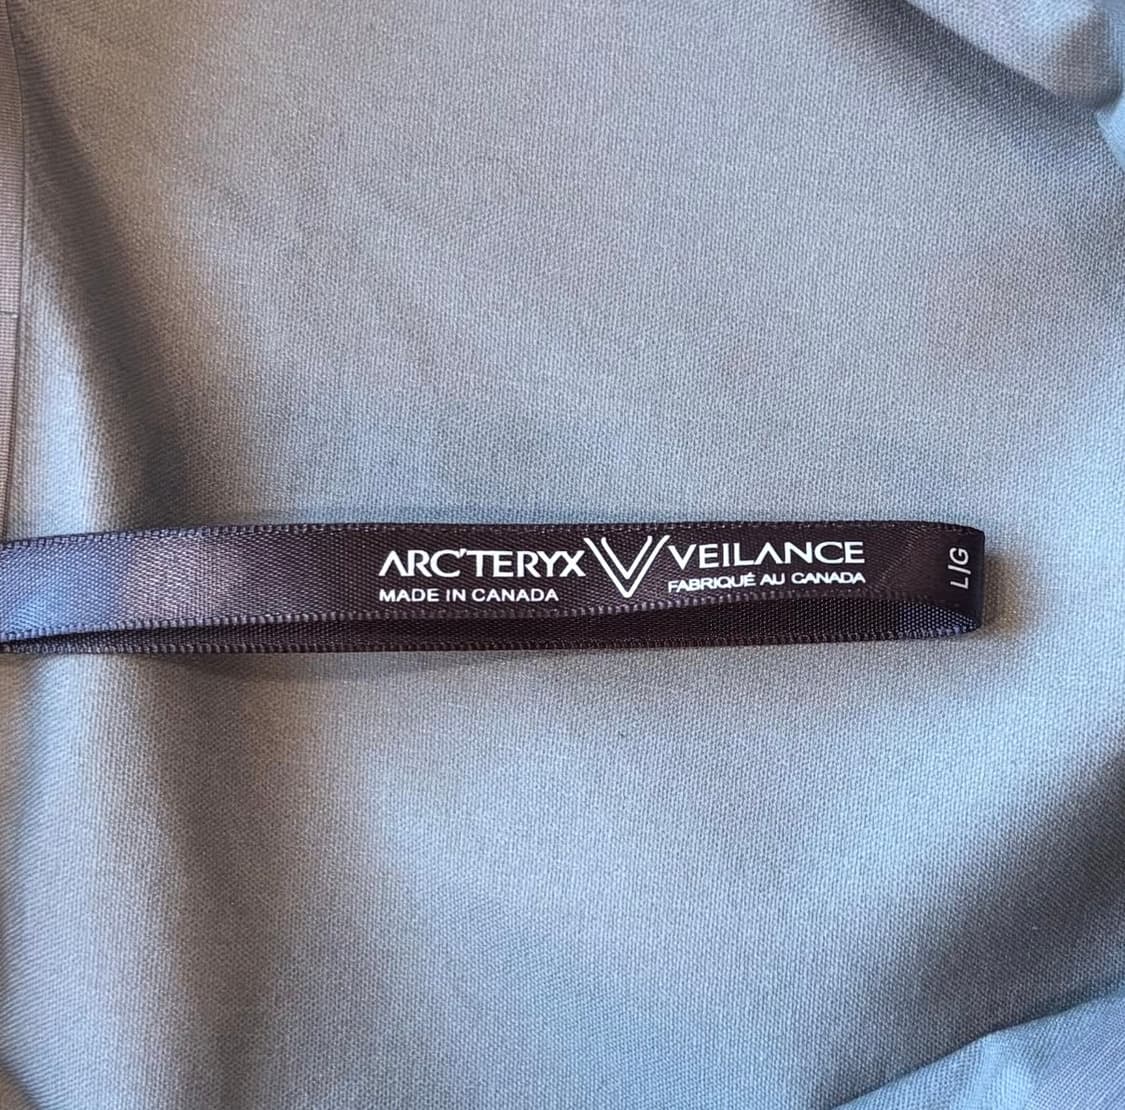 ARC'TERYX VEILANCE
MADE IN CANADA FABRIQUÉ AU CANADA
L|G